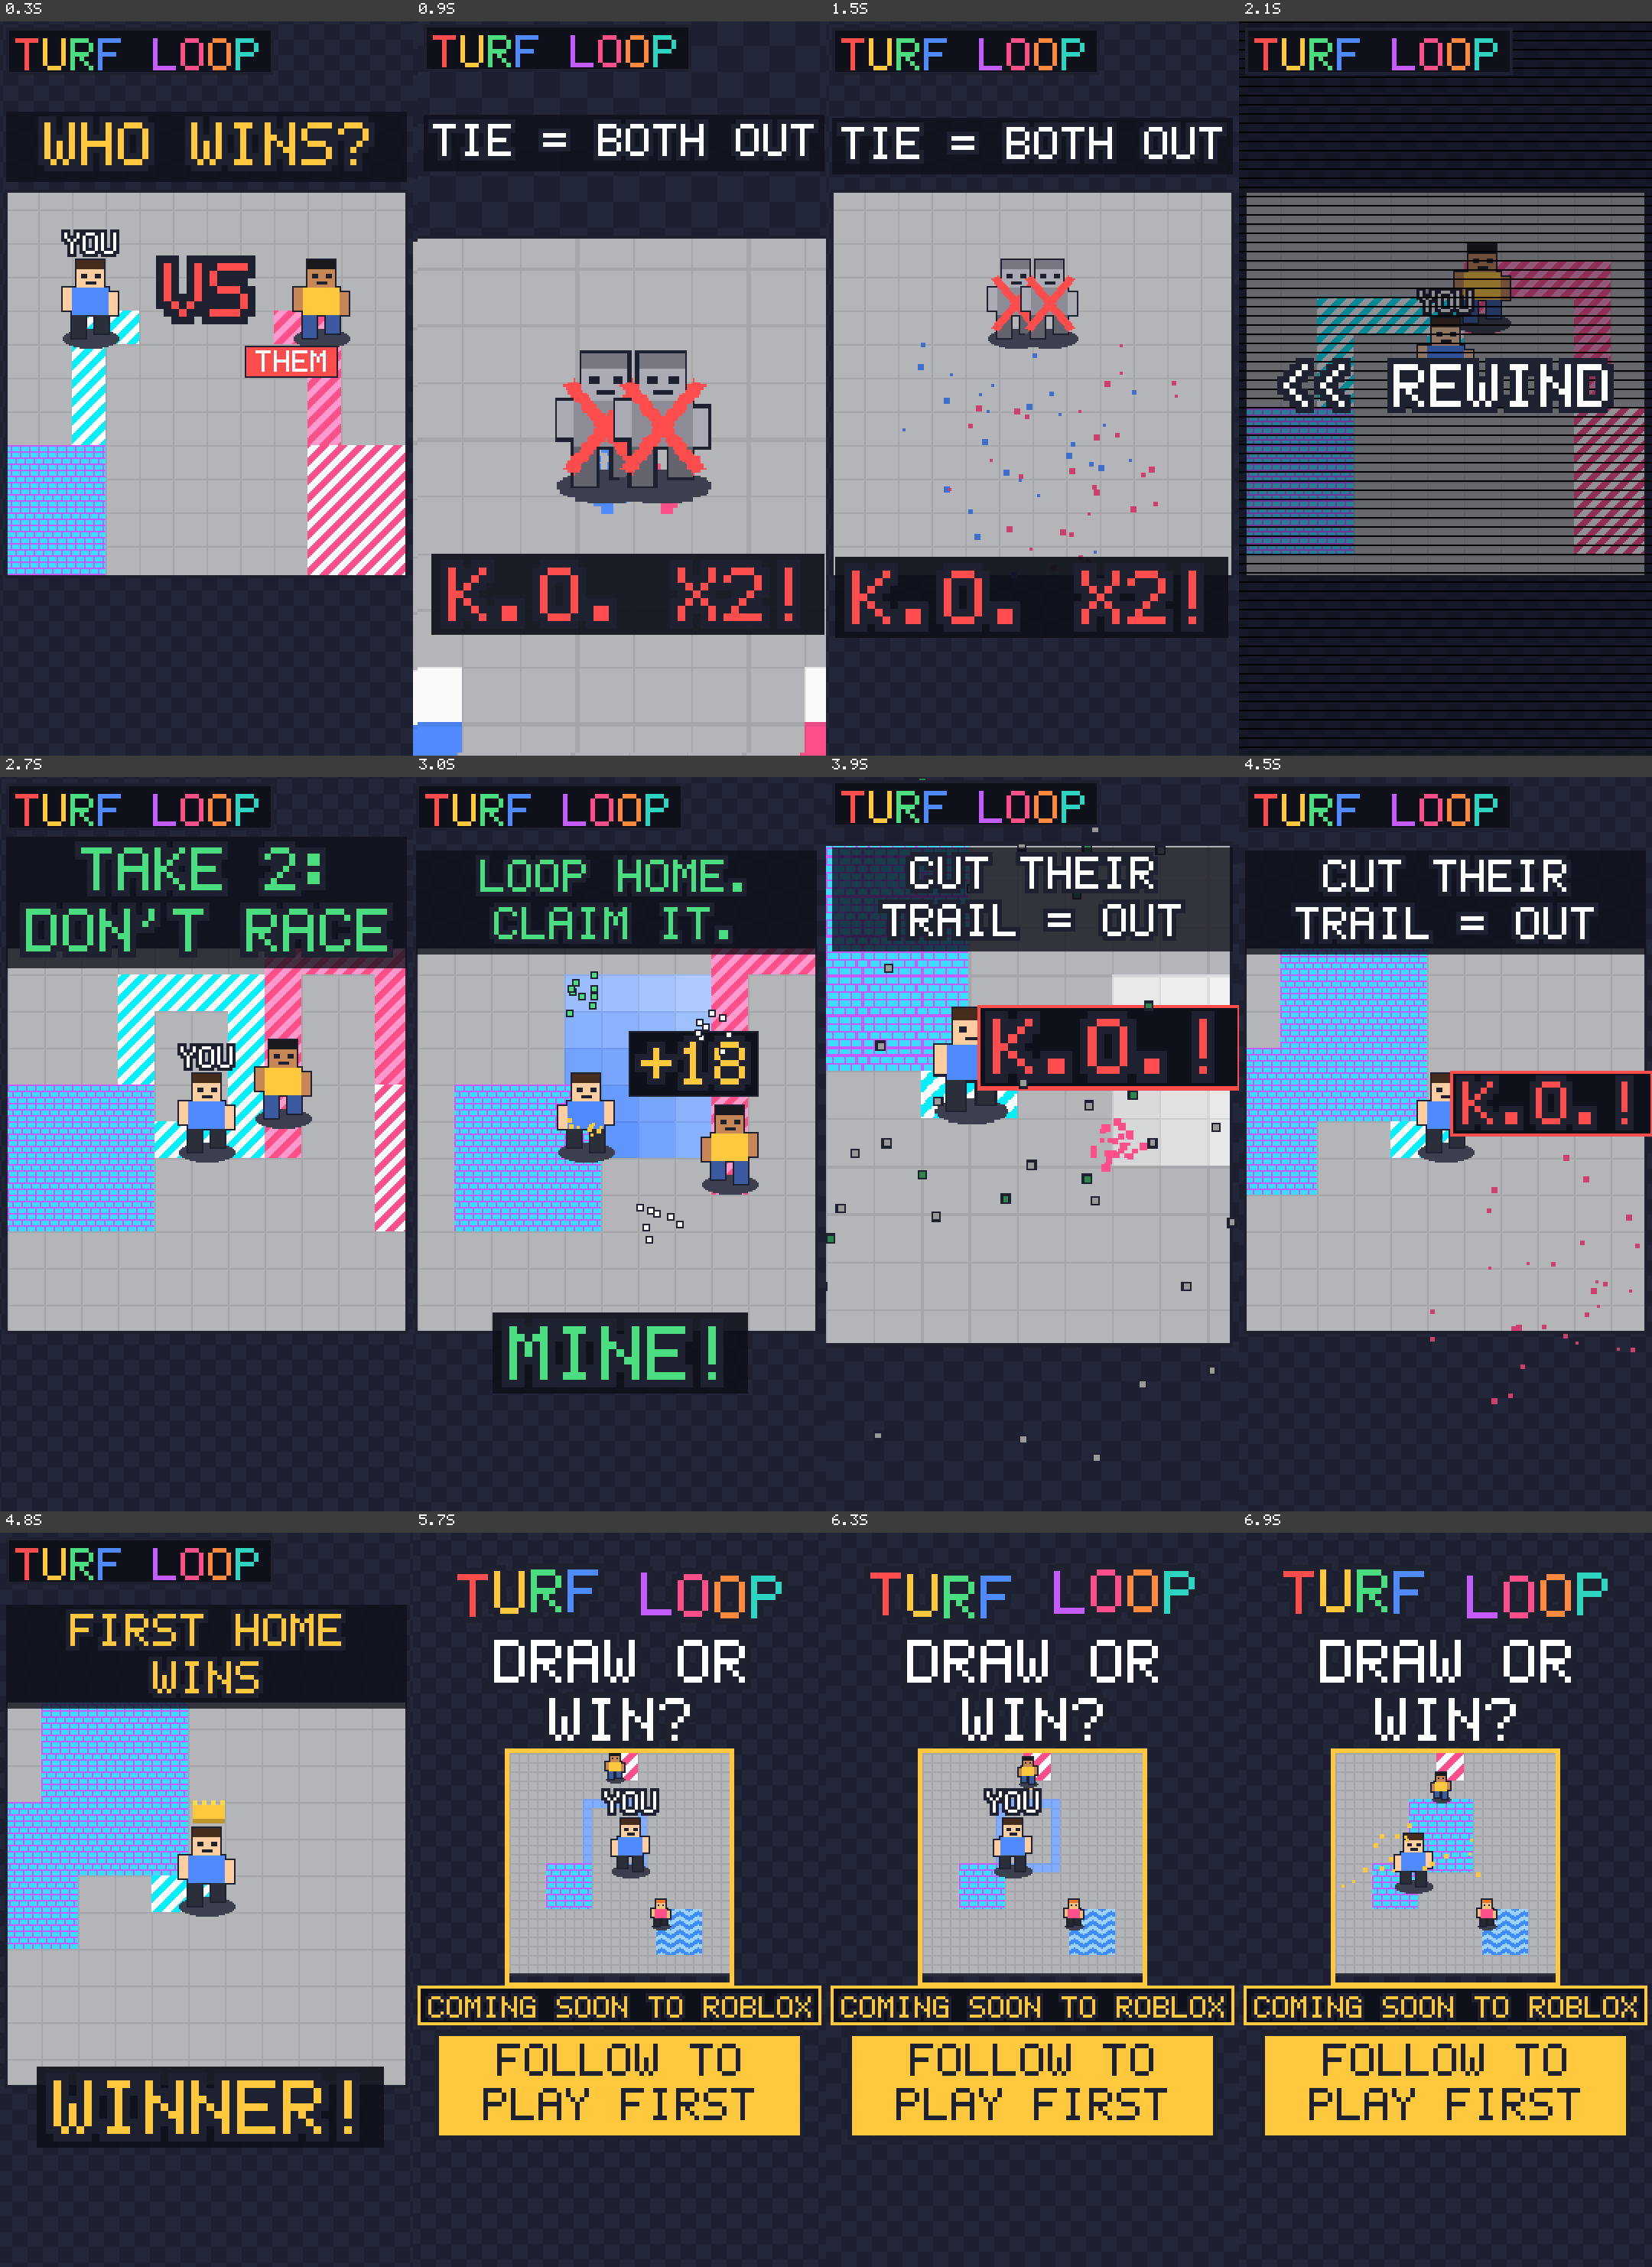 0.3S
TURF LOOP
WHO WINS?
YOU
VS
THEM
0.9S
TURF LOOP
TIE = BOTH OUT
K.O. X2!
1.5S
TURF LOOP
TIE = BOTH OUT
K.O. X2!
2.1S
TURF LOOP
YOU
<< REWIND
2.7S
TURF LOOP
TAKE 2:
DON'T RACE
YOU
3.0S
TURF LOOP
LOOP HOME.
CLAIM IT.
+18
MINE!
3.9S
TURF LOOP
CUT THEIR
TRAIL = OUT
K.O.!
4.5S
TURF LOOP
CUT THEIR
TRAIL = OUT
K.O.!
4.8S
TURF LOOP
FIRST HOME
WINS
WINNER!
5.7S
TURF LOOP
DRAW OR
WIN?
YOU
COMING SOON TO ROBLOX
FOLLOW TO
PLAY FIRST
6.3S
TURF LOOP
DRAW OR
WIN?
YOU
COMING SOON TO ROBLOX
FOLLOW TO
PLAY FIRST
6.9S
TURF LOOP
DRAW OR
WIN?
COMING SOON TO ROBLOX
FOLLOW TO
PLAY FIRST